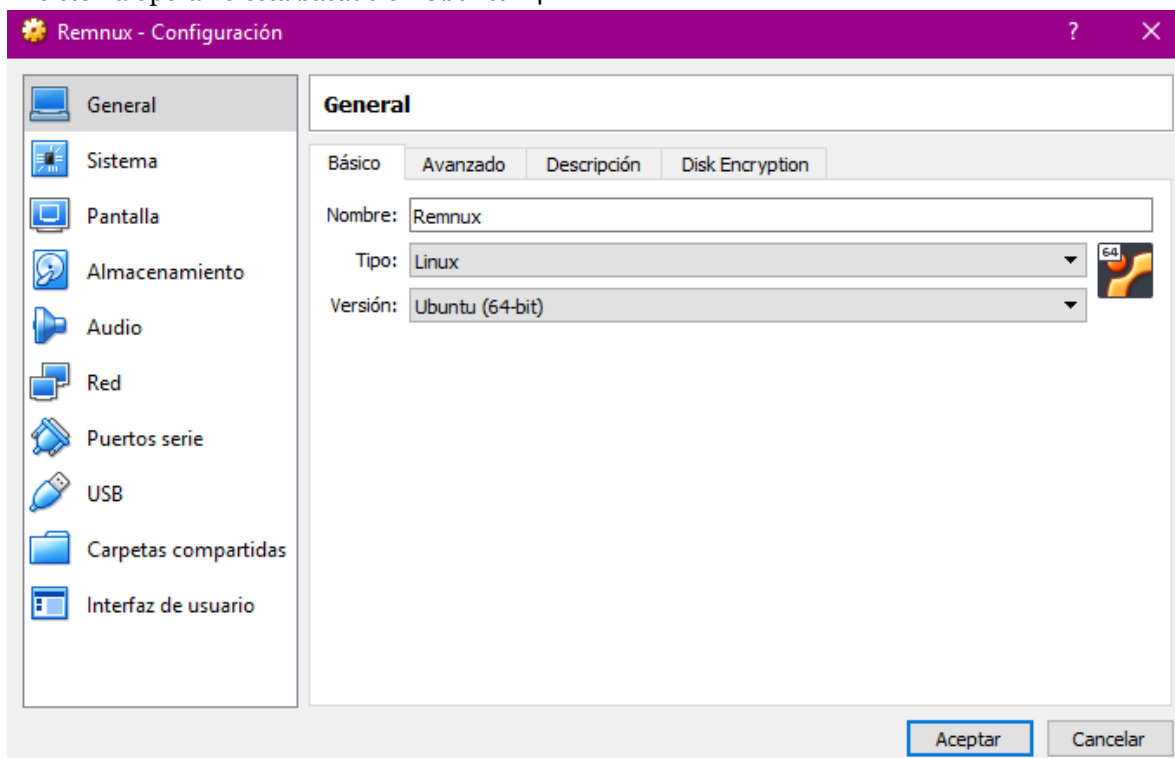 Remnux - Configuración
?
General
Sistema
Pantalla
Almacenamiento
Audio
Red
Puertos serie
USB
Carpetas compartidas
Interfaz de usuario
General
Básico Avanzado Descripción Disk Encryption
Nombre: Remnux
Tipo: Linux
64
Versión: Ubuntu (64-bit)
Aceptar Cancelar